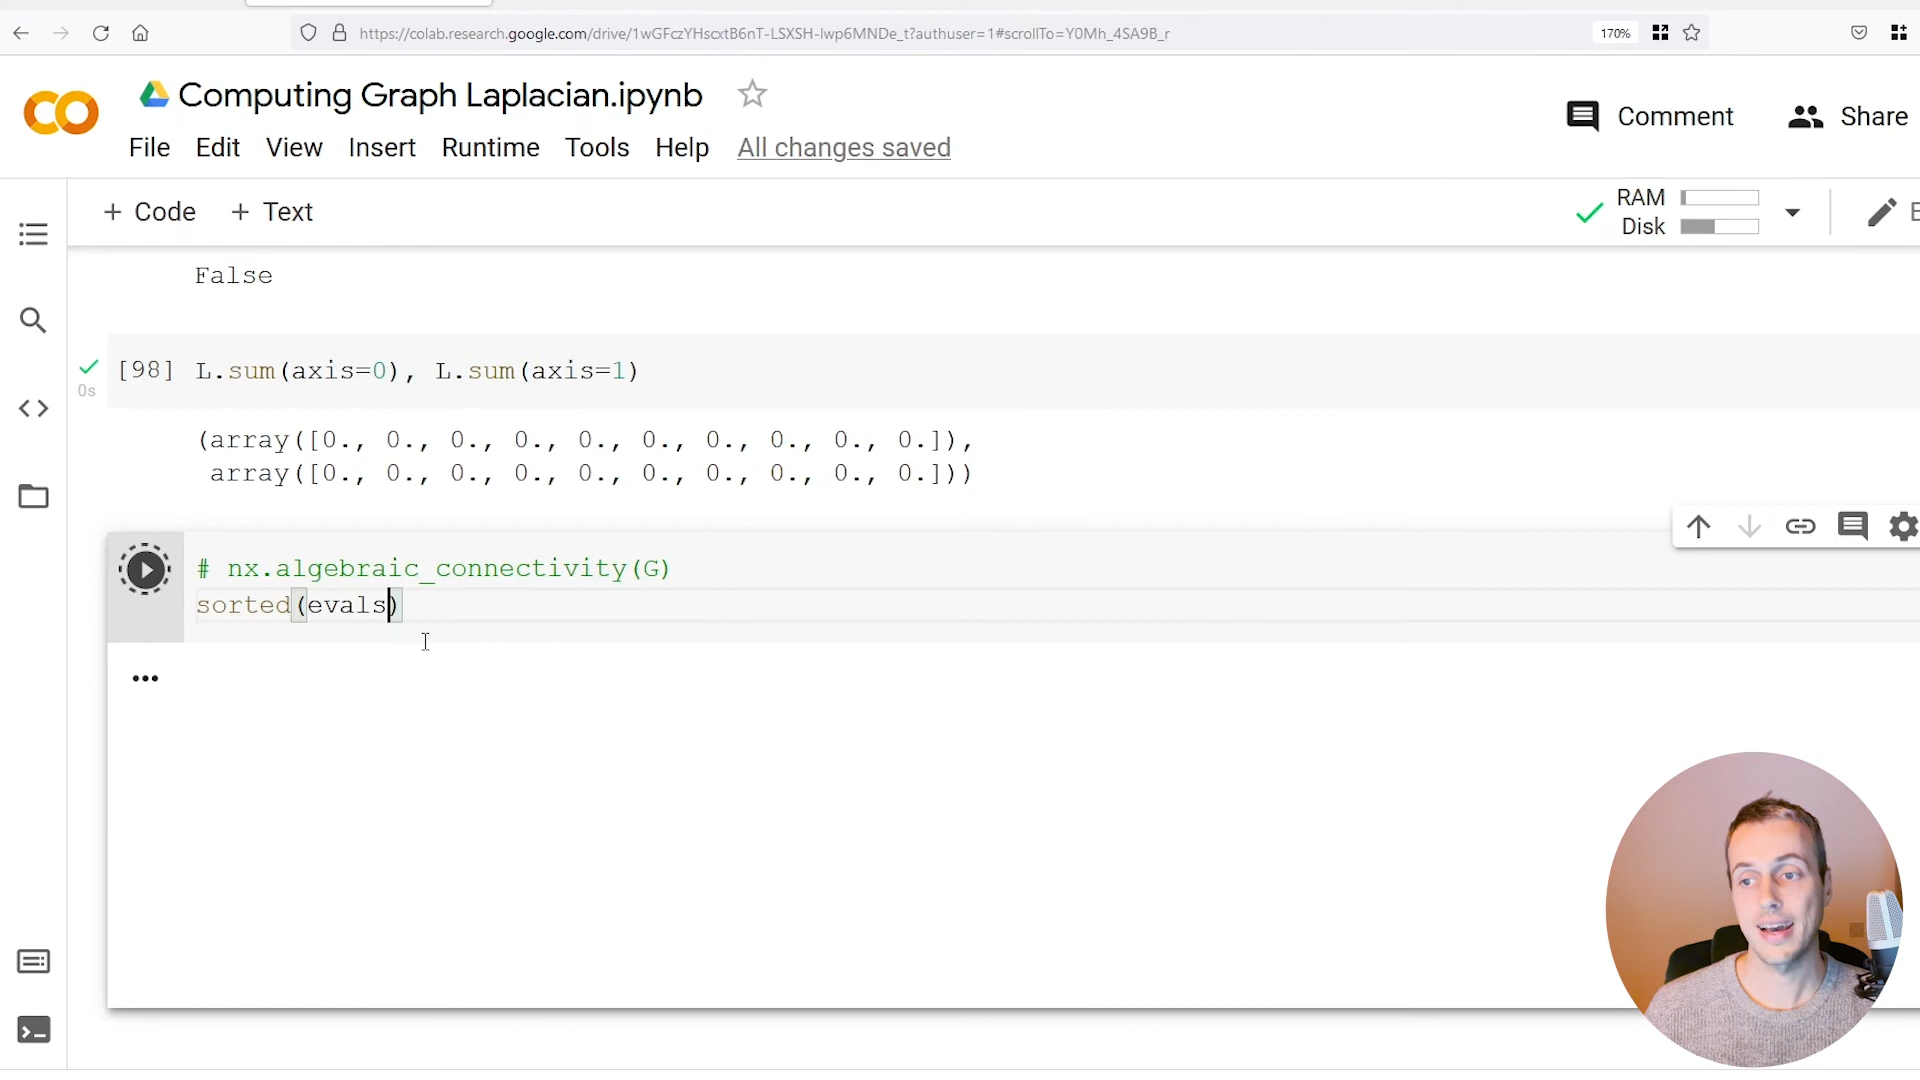 https://colab.research.google.com/drive/1wGFczYHscxtB6nT-LSXSH-lwp6MNDe_t?authuser=1#scrollTo=Y0Mh_4SA9B_r
170%
Computing Graph Laplacian.ipynb
Comment
Share
File Edit View Insert Runtime Tools Help All changes saved
+ Code + Text
RAM
Disk
E
False
[98] L.sum(axis=0), L.sum(axis=1)
0s
(array([0., 0., 0., 0., 0., 0., 0., 0., 0., 0.]),
array([0., 0., 0., 0., 0., 0., 0., 0., 0., 0.]))
# nx.algebraic_connectivity(G)
sorted(evals)